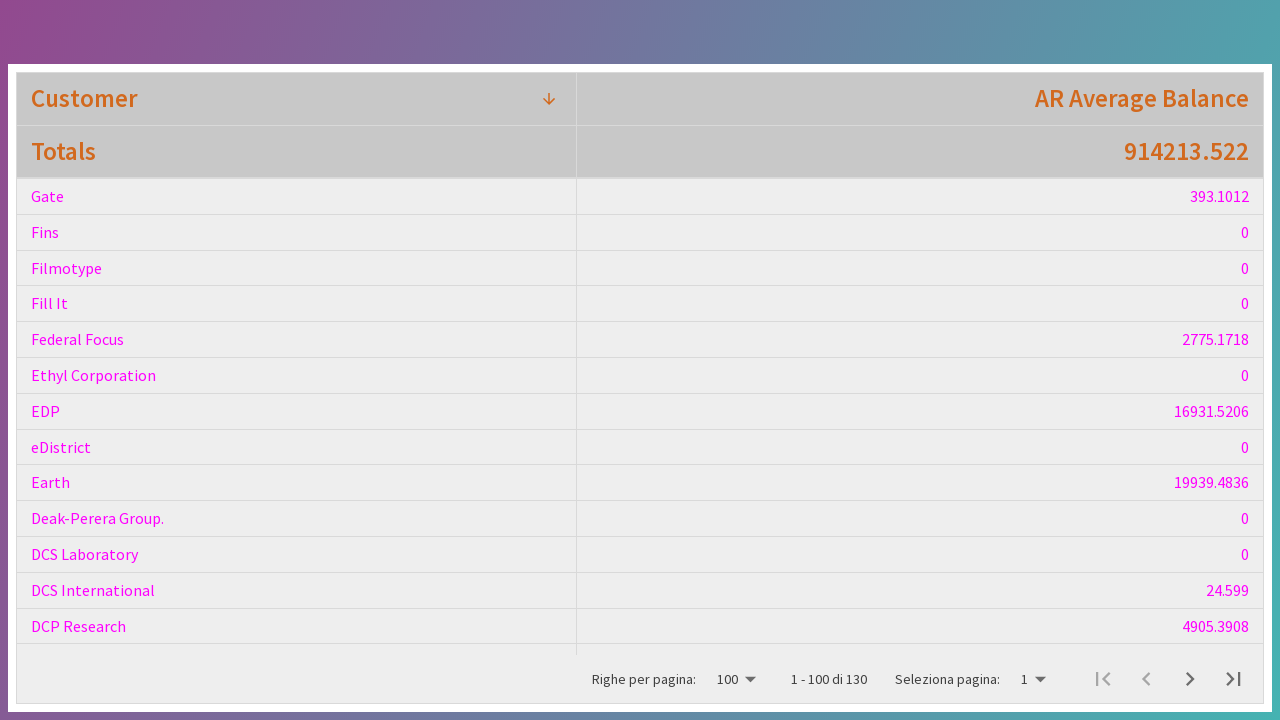 Customer AR Average Balance
Totals 914213.522
Gate 393.1012
Fins 0
Filmotype 0
Fill It 0
Federal Focus 2775.1718
Ethyl Corporation 0
EDP 16931.5206
eDistrict 0
Earth 19939.4836
Deak-Perera Group. 0
DCS Laboratory 0
DCS International 24.599
DCP Research 4905.3908
Righe per pagina: 100 1 - 100 di 130 Seleziona pagina: 1